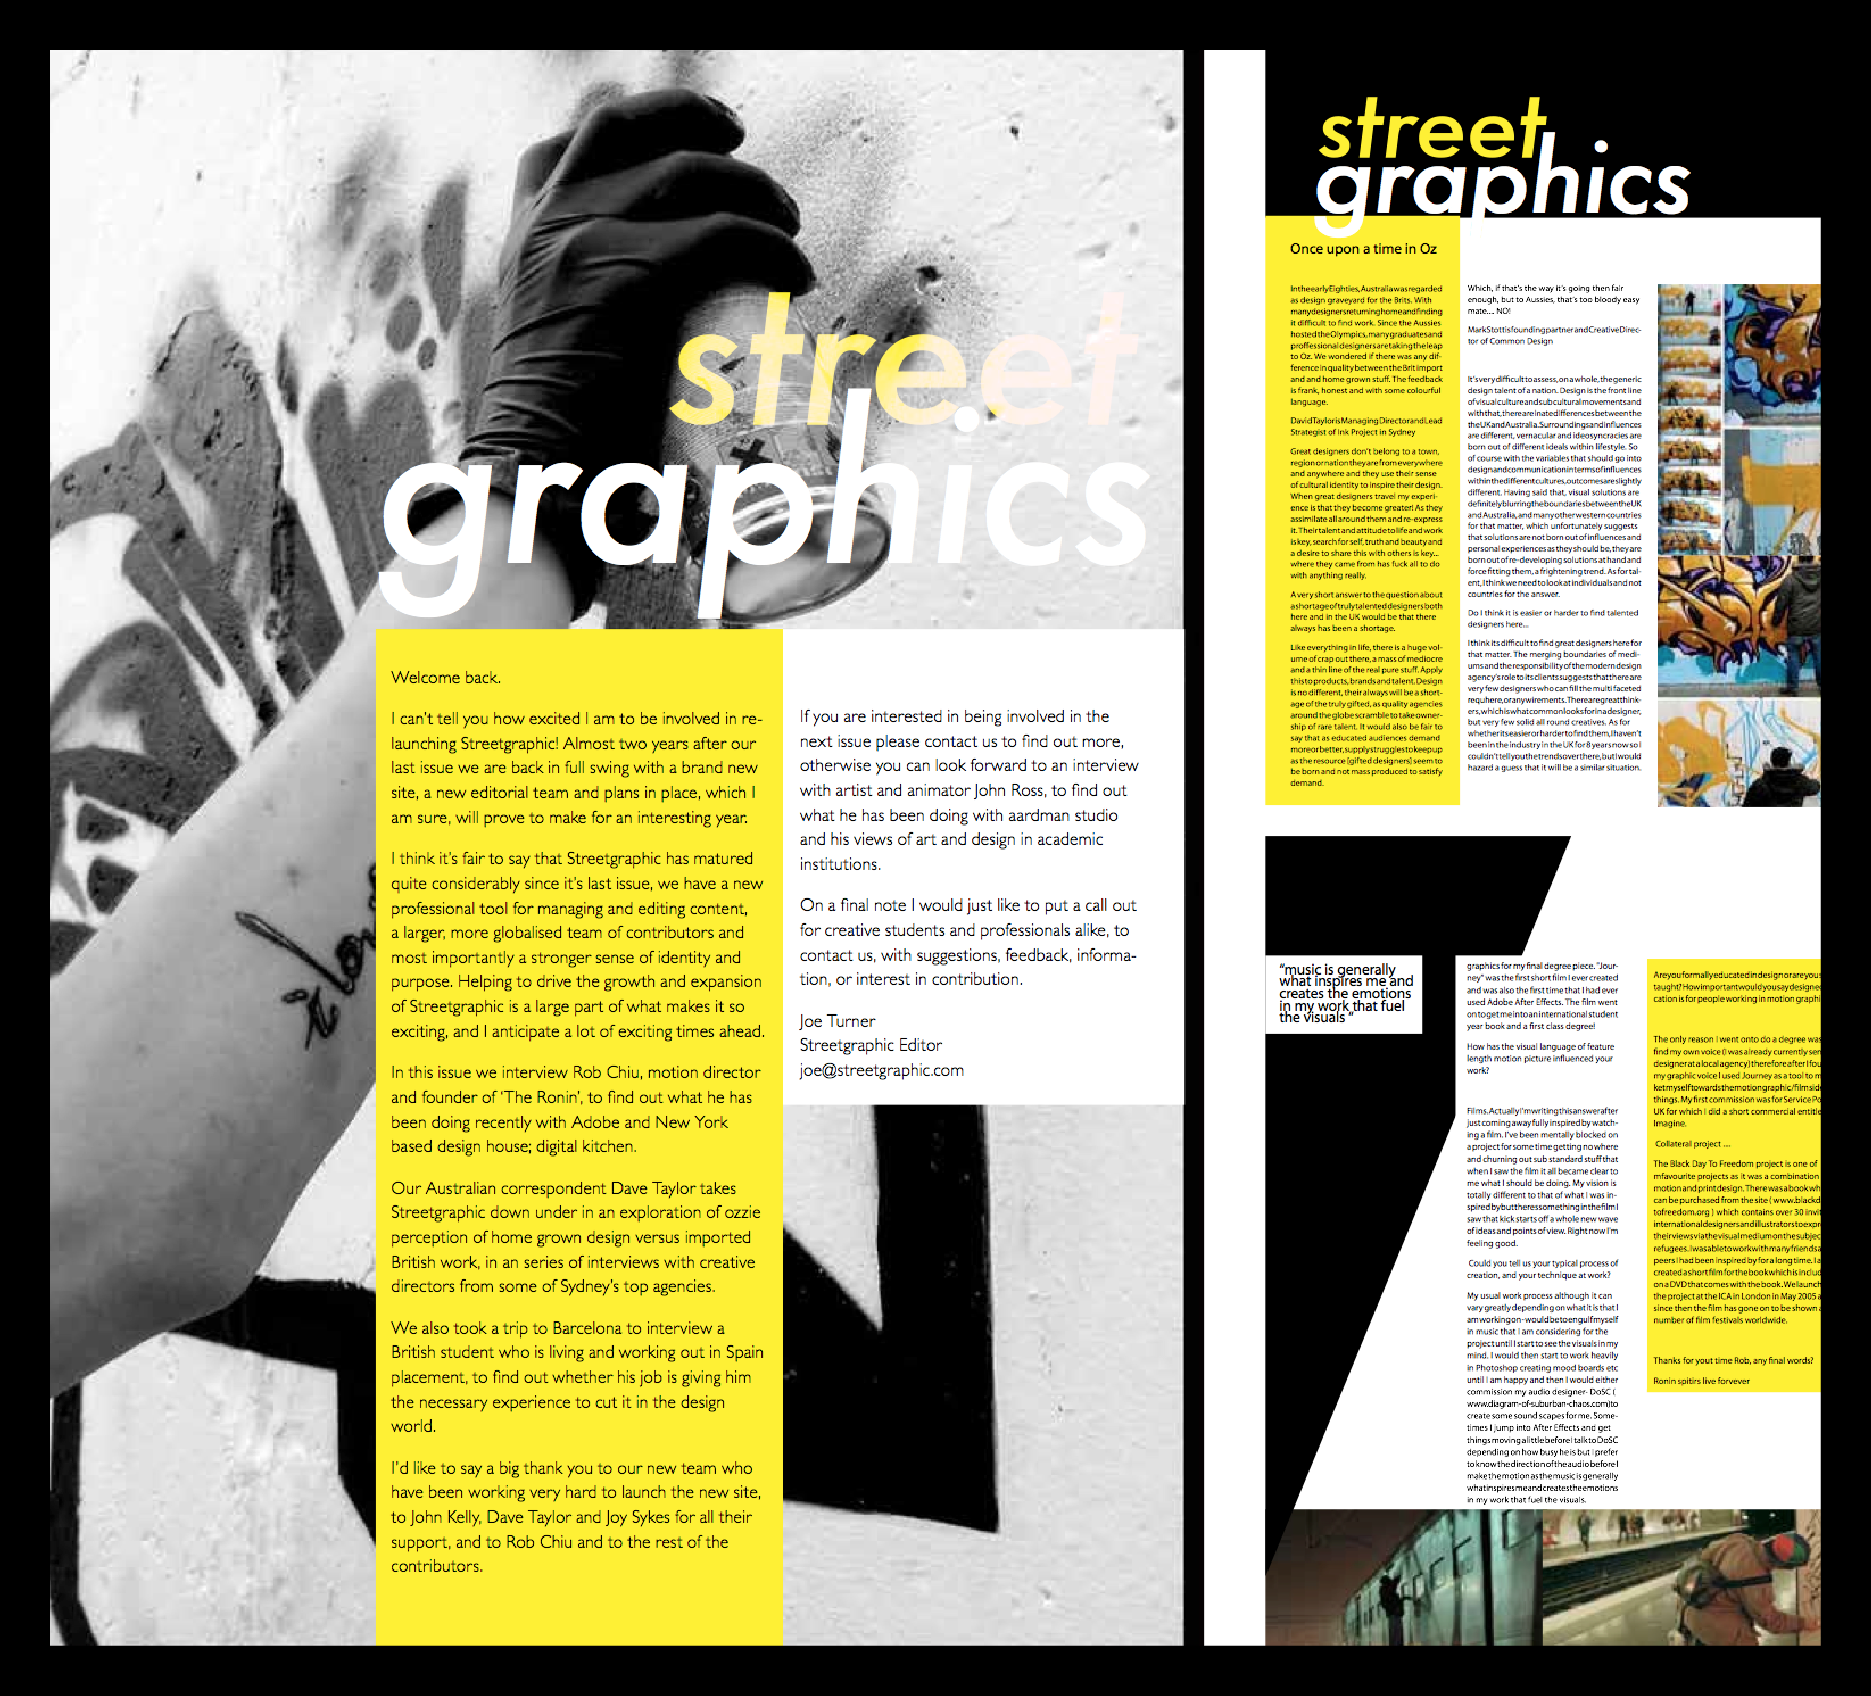 street
graphics
Welcome back.
I can't tell you how excited I am to be involved in re-
launching Streetgraphic! Almost two years after our
last issue we are back in full swing with a brand new
site, a new editorial team and plans in place, which I
am sure, will prove to make for an interesting year.
I think it's fair to say that Streetgraphic has matured
quite considerably since it's last issue, we have a new
professional tool for managing and editing content,
a larger, more globalised team of contributors and
most importantly a stronger sense of identity and
purpose. Helping to drive the growth and expansion
of Streetgraphic is a large part of what makes it so
exciting, and I anticipate a lot of exciting times ahead.
In this issue we interview Rob Chiu, motion director
and founder of 'The Ronin', to find out what he has
been doing recently with Adobe and New York
based design house; digital kitchen.
Our Australian correspondent Dave Taylor takes
Streetgraphic down under in an exploration of ozzie
perception of home grown design versus imported
British work, in an series of interviews with creative
directors from some of Sydney's top agencies.
We also took a trip to Barcelona to interview a
British student who is living and working out in Spain
placement, to find out whether his job is giving him
the necessary experience to cut it in the design
world.
I'd like to say a big thank you to our new team who
have been working very hard to launch the new site,
to John Kelly, Dave Taylor and Joy Sykes for all their
support, and to Rob Chiu and to the rest of the
contributors.
If you are interested in being involved in the
next issue please contact us to find out more,
otherwise you can look forward to an interview
with artist and animator John Ross, to find out
what he has been doing with aardman studio
and his views of art and design in academic
institutions.
On a final note I would just like to put a call out
for creative students and professionals alike, to
contact us, with suggestions, feedback, informa-
tion, or interest in contribution.
Joe Turner
Streetgraphic Editor
joe@streetgraphic.com
street
graphics
Once upon a time in Oz
In the early Eighties, Australia was regarded
as design graveyard for the Brits. With
many designers returning home and finding
it difficult to find work. Since the Aussies
hosted the Olympics, many graduates and
proffessional designers are taking the leap
to Oz. We wondered if there was any dif-
ference in quality between the Brit import
and and home grown stuff. The feedback
is frank, honest and with some colourful
language.
David Taylor is Managing Director and Lead
Strategist of Ink Project in Sydney
Great designers don't belong to a town,
region or nation they are from everywhere
and anywhere and they use their sense
of cultural identity to inspire their design.
When great designers travel my experi-
ence is that they become greater! As they
assimilate all around them and re-express
it. Their talent and attitude to life and work
is key, search for self, truth and beauty and
a desire to share this with others is key...
where they came from has fuck all to do
with anything really.
A very short answer to the question about
a shortage of truly talented designers both
here and in the UK would be that there
always has been a shortage.
Like everything in life, there is a huge vol-
ume of crap out there, a mass of mediocre
and a thin line of the real pure stuff. Apply
this to products, brands and talent. Design
is no different, their always will be a short-
age of the truly gifted, as quality agencies
around the globe scramble to take owner-
ship of rare talent. It would also be fair to
say that as educated audiences demand
more or better, supply struggles to keep up
as the resource [gifted designers] seem to
be born and not mass produced to satisfy
demand.
Which, if that's the way it's going then fair
enough, but to Aussies, that's too bloody easy
mate.... NO!
Mark Stott is founding partner and Creative Direc-
tor of Common Design
It's very difficult to assess, on a whole, the generic
design talent of a nation. Design is the front line
of visual culture and subcultural movements and
with that, there are inated differences between the
the UK and Australia. Surroundings and influences
are different, vernacular and ideosyncracies are
born out of different ideals within lifestyle. So
of course with the variables that should go into
design and communication in terms of influences
within the different cultures, outcomes are slightly
different. Having said that, visual solutions are
definitely blurring the boundaries between the UK
and Australia, and many other western countries
for that matter, which unfortunately suggests
that solutions are not born out of influences and
personal experiences as they should be, they are
born out of re-developing solutions at hand and
force fitting them, a frightening trend. As for tal-
ent, I think we need to look at individuals and not
countries for the answer.
Do I think it is easier or harder to find talented
designers here...
I think its difficult to find great designers here for
that matter. The merging boundaries of medi-
ums and the responsibility of the modern design
agency's role to its clients suggests that there are
very few designers who can fill the multi faceted
requhere, or any wirements. There are great think-
ers, which is what common looks for in a designer,
but very few solid all round creatives. As for
whether its easier or harder to find them, I haven't
been in the industry in the UK for 8 years now so I
couldn't tell you the trends over there, but I would
hazard a guess that it will be a similar situation.
"music is generally
what inspires me and
creates the emotions
in my work that fuel
the visuals "
graphics for my final degree piece. "Jour-
ney" was the first short film I ever created
and was also the first time that I had ever
used Adobe After Effects. The film went
on to get me into an international student
year book and a first class degree!
How has the visual language of feature
length motion picture influenced your
work?
Films. Actually I'm writing this answer after
just coming away fully inspired by watch-
ing a film. I've been mentally blocked on
a project for some time getting nowhere
and churning out sub standard stuff that
when I saw the film it all became clear to
me what I should be doing. My vision is
totally different to that of what I was in-
spired by but theres something in the film I
saw that kick starts off a whole new wave
of ideas and points of view. Right now I'm
feeling good.
Could you tell us your typical process of
creation, and your technique at work?
My usual work process although it can
vary greatly depending on what it is that I
am working on - would be to engulf myself
in music that I am considering for the
project until I start to see the visuals in my
mind. I would then start to work heavily
in Photoshop creating mood boards etc
until I am happy and then I would either
commission my audio designer- DoSC (
www.diagram-of-suburban-chaos.com) to
create some sound scapes for me. Some-
times I jump into After Effects and get
things moving a little before I talk to DoSC
depending on how busy he is but I prefer
to know the direction of the audio before I
make the motion as the music is generally
what inspires me and creates the emotions
in my work that fuel the visuals.
Are you formally educated in design or are you s
taught? How important would you say designed
cation is for people working in motion graphi
The only reason I went onto do a degree was
find my own voice (I was already currently sen
designer at a local agency) therefore after I fou
my graphic voice I used Journey as a tool to m
ket myself towards the motion graphic/film side
things. My first commission was for Service Po
UK for which I did a short commercial entitle
Imagine.
Collateral project ...
The Black Day To Freedom project is one of
mfavourite projects as it was a combination
motion and print design. There was a book wh
can be purchased from the site ( www.blackd
tofreedom.org ) which contains over 30 invit
international designers and illustrators to expr
their views via the visual medium on the subjec
refugees. I was able to work with many friends a
peers I had been inspired by for a long time. I a
created a short film for the book which is inclu
on a DVD that comes with the book. We launch
the project at the ICA in London in May 2005 a
since then the film has gone on to be shown a
number of film festivals worldwide.
Thanks for yout time Rob, any final words?
Ronin spitirs live forvever